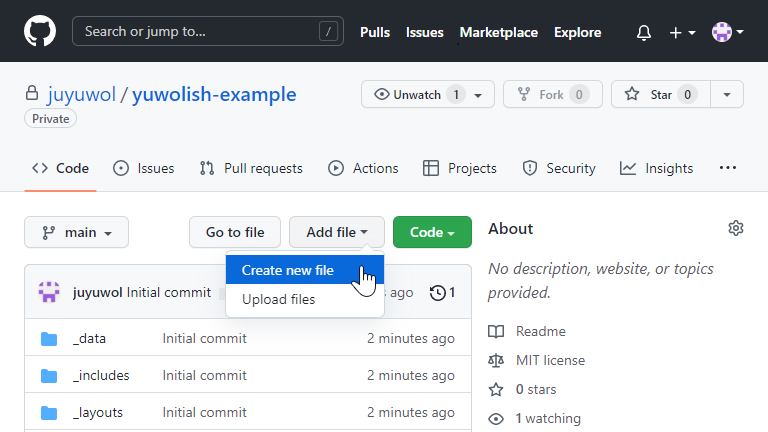 Search or jump to... /
Pulls Issues Marketplace Explore
juyuwol / yuwolish-example
Private
Unwatch 1
Fork 0
Star 0
Code Issues Pull requests Actions Projects Security Insights
main
Go to file
Add file
Code
Create new file
Upload files
juyuwol Initial commit
ago
1
_data Initial commit 2 minutes ago
_includes Initial commit 2 minutes ago
_layouts Initial commit 2 minutes ago
About
No description, website, or topics
provided.
Readme
MIT license
0 stars
1 watching